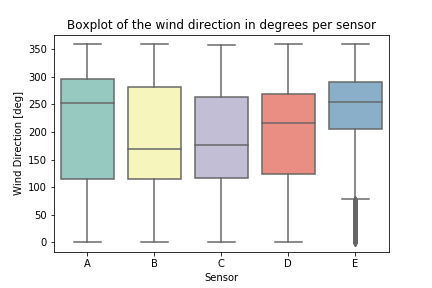 Boxplot of the wind direction in degrees per sensor
Wind Direction [deg]
350
300
250
200
150
100
50
0
A B C D E
Sensor